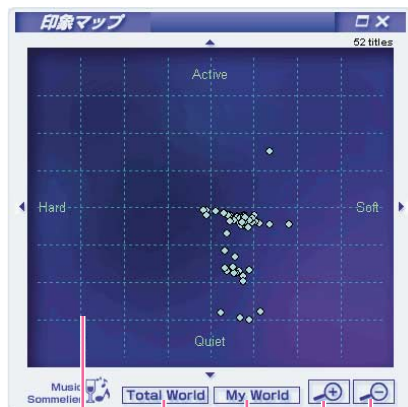 印象マップ
52 titles
Active
Hard
Soft
Quiet
Music
Sommelier
Total World
My World